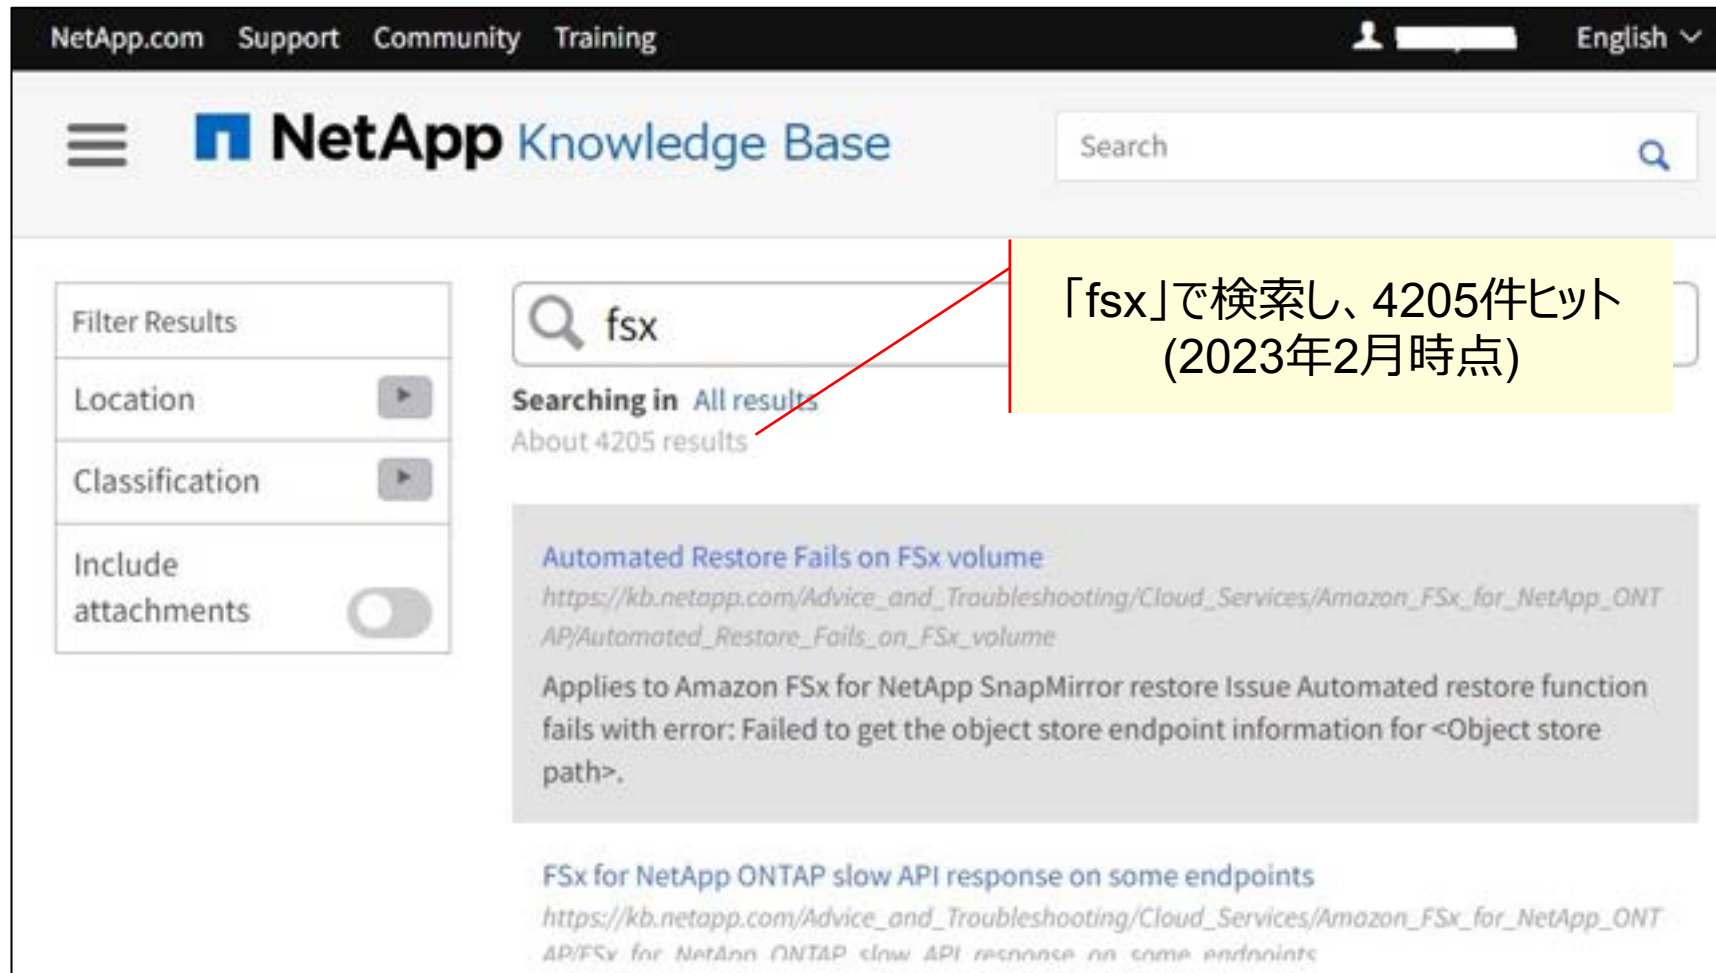 NetApp.com Support Community Training English
NetApp Knowledge Base Search
Filter Results
Location
Classification
Include
attachments
fsx
「fsx」で検索し、4205件ヒット
(2023年2月時点)
Searching in All results
About 4205 results
Automated Restore Fails on FSx volume
https://kb.netapp.com/Advice_and_Troubleshooting/Cloud_Services/Amazon_FSx_for_NetApp_ONT
AP/Automated_Restore_Fails_on_FSx_volume
Applies to Amazon FSx for NetApp SnapMirror restore Issue Automated restore function
fails with error: Failed to get the object store endpoint information for <Object store
path>.
FSx for NetApp ONTAP slow API response on some endpoints
https://kb.netapp.com/Advice_and_Troubleshooting/Cloud_Services/Amazon_FSx_for_NetApp_ONT
AP/FSx_for_NetApp_ONTAP_slow_API_response_on_some_endpoints